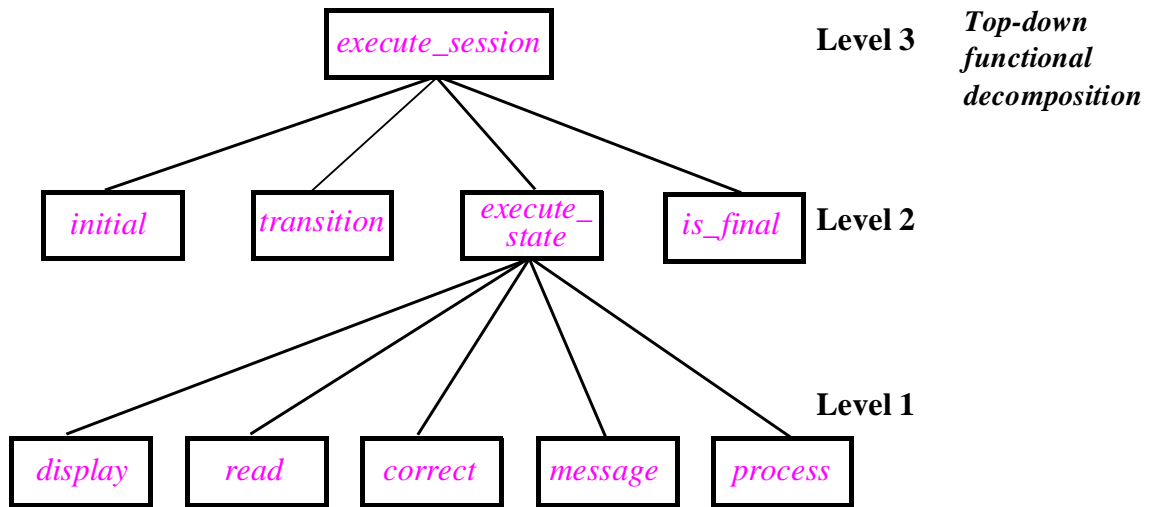 execute_session
Level 3
Top-down
functional
decomposition
initial
transition
execute_
state
is_final
Level 2
Level 1
display
read
correct
message
process